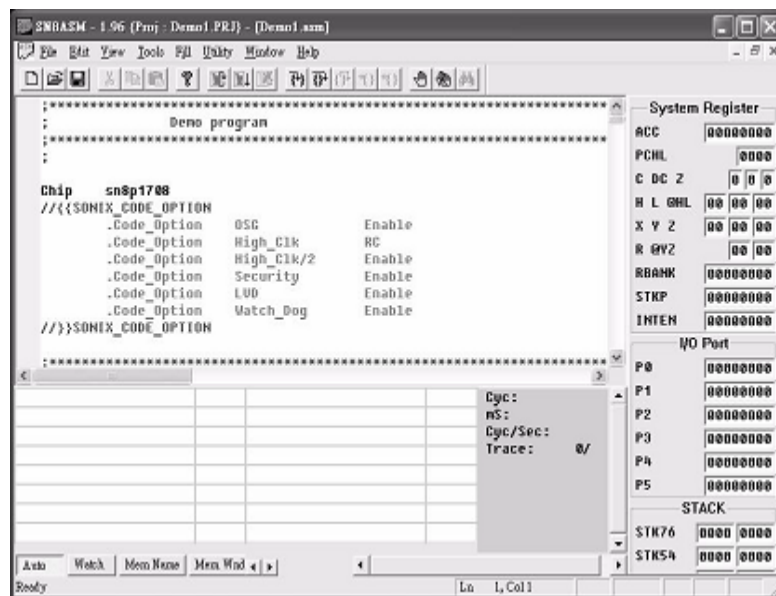 SN8ASM - 1.96 {Proj : Demo1.PRJ} - [Demo1.asm]
File Edit View Tools Fill Utility Window Help
;*******************************************************************
; Demo program
;*******************************************************************
;
Chip sn8p1708
//{{SONIX_CODE_OPTION
.Code_Option OSG Enable
.Code_Option High_Clk RC
.Code_Option High_Clk/2 Enable
.Code_Option Security Enable
.Code_Option LVD Enable
.Code_Option Watch_Dog Enable
//}}SONIX_CODE_OPTION
;*******************************************************************
Cyc:
mS:
Cyc/Sec:
Trace: 0/
Auto Watch Mem Name Mem Wnd
Ready Ln 1, Col 1
System Register
ACC 00000000
PCHL 0000
C DC Z 0 0 0
H L @HL 00 00 00
X Y Z 00 00 00
R @YZ 00 00
RBANK 00000000
STKP 00000000
INTEN 00000000
I/O Port
P0 00000000
P1 00000000
P2 00000000
P3 00000000
P4 00000000
P5 00000000
STACK
STK76 0000 0000
STK54 0000 0000